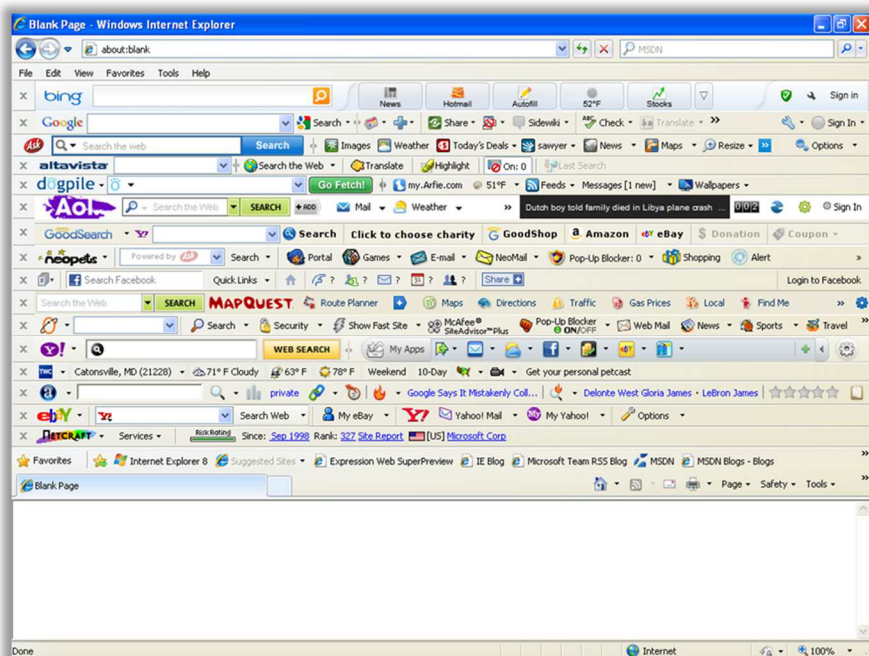 Blank Page - Windows Internet Explorer
about:blank MSDN
File Edit View Favorites Tools Help
bing News Hotmail Autofill 52°F Stocks Sign in
Google Search Share Sidewiki Check Translate Sign In
Ask Search the web Search Images Weather Today's Deals sawyer News Maps Resize Options
altavista Search the Web Translate Highlight On: 0 Last Search
dogpile Go Fetch! my.Arfie.com 51°F Feeds Messages [1 new] Wallpapers
Aol. Search the Web SEARCH + ADD Mail Weather Dutch boy told family died in Libya plane crash ... 002 Sign In
GoodSearch Search Click to choose charity GoodShop Amazon eBay Donation Coupon
neopets Powered by Ask Search Portal Games E-mail NeoMail Pop-Up Blocker: 0 Shopping Alert
Search Facebook Quick Links ? ? ? ? ? Share Login to Facebook
Search the Web SEARCH MAPQUEST Route Planner Maps Directions Traffic Gas Prices Local Find Me
Search Security Show Fast Site McAfee® SiteAdvisor™Plus Pop-Up Blocker ON/OFF Web Mail News Sports Travel
Y! WEB SEARCH My Apps
TWC Catonsville, MD (21228) 71° F Cloudy 63° F 78° F Weekend 10-Day Get your personal petcast
a private Google Says It Mistakenly Coll... Delonte West Gloria James - LeBron James
ebY Y! Search Web My eBay Y! Yahoo! Mail My Yahoo! Options
NETCRAFT Services Risk Rating Since: Sep 1998 Rank: 327 Site Report [US] Microsoft Corp
Favorites Internet Explorer 8 Suggested Sites Expression Web SuperPreview IE Blog Microsoft Team RSS Blog MSDN MSDN Blogs - Blogs
Blank Page Page Safety Tools
Done Internet 100%